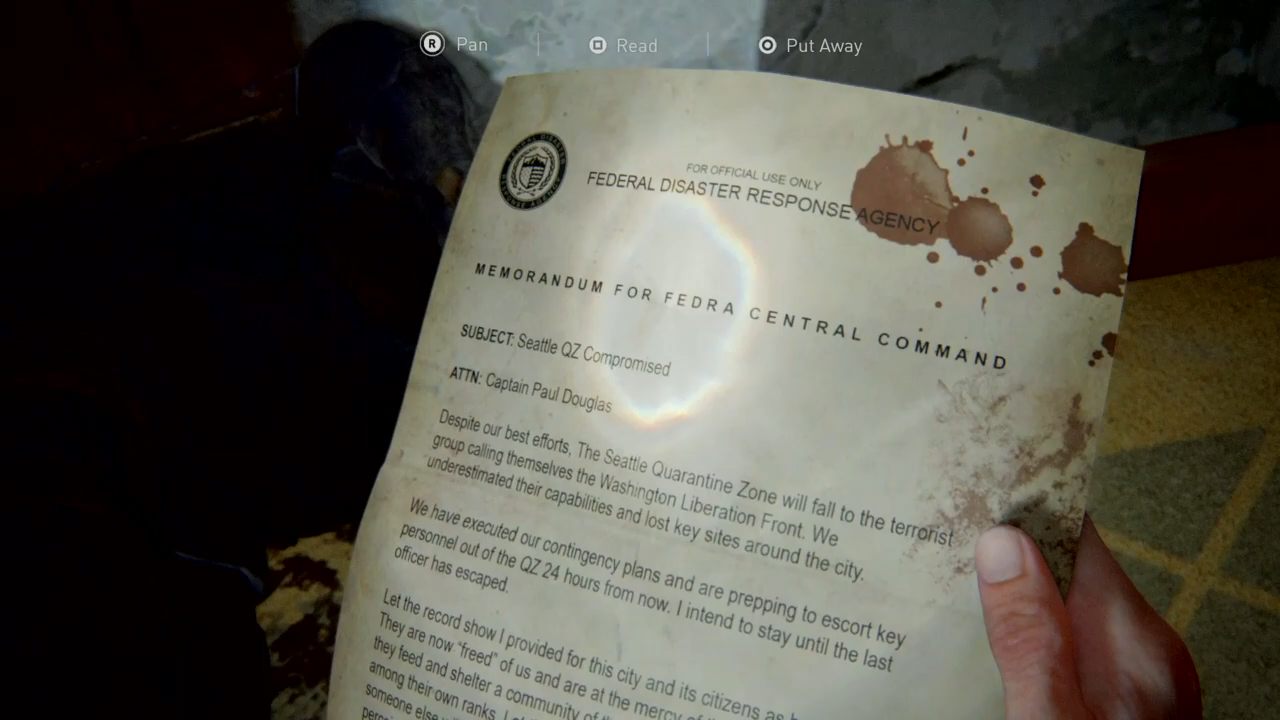 R Pan Read Put Away
FOR OFFICIAL USE ONLY
FEDERAL DISASTER RESPONSE AGENCY
MEMORANDUM FOR FEDRA CENTRAL COMMAND
SUBJECT: Seattle QZ Compromised
ATTN: Captain Paul Douglas
Despite our best efforts, The Seattle Quarantine Zone will fall to the terrorist
group calling themselves the Washington Liberation Front. We
underestimated their capabilities and lost key sites around the city.
We have executed our contingency plans and are prepping to escort key
personnel out of the QZ 24 hours from now. I intend to stay until the last
officer has escaped.
Let the record show I provided for this city and its citizens as
They are now "freed" of us and are at the mercy of
they feed and shelter a community of
among their own ranks.
someone else